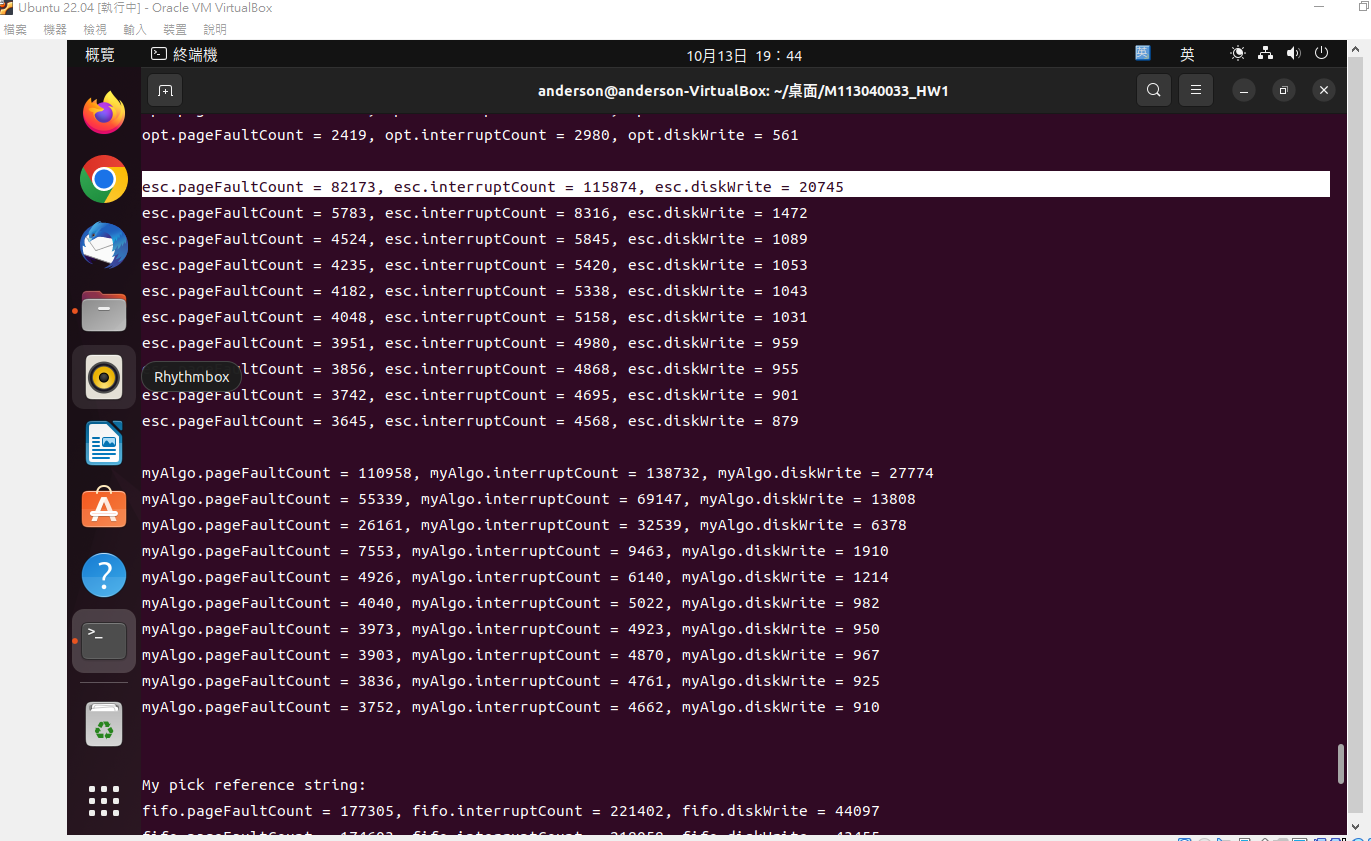 Ubuntu 22.04 [執行中] - Oracle VM VirtualBox
檔案 機器 檢視 輸入 裝置 說明
概覽 終端機 10月13日 19：44 英 英
anderson@anderson-VirtualBox: ~/桌面/M113040033_HW1
opt.pageFaultCount = 2419, opt.interruptCount = 2980, opt.diskWrite = 561
esc.pageFaultCount = 82173, esc.interruptCount = 115874, esc.diskWrite = 20745
esc.pageFaultCount = 5783, esc.interruptCount = 8316, esc.diskWrite = 1472
esc.pageFaultCount = 4524, esc.interruptCount = 5845, esc.diskWrite = 1089
esc.pageFaultCount = 4235, esc.interruptCount = 5420, esc.diskWrite = 1053
esc.pageFaultCount = 4182, esc.interruptCount = 5338, esc.diskWrite = 1043
esc.pageFaultCount = 4048, esc.interruptCount = 5158, esc.diskWrite = 1031
esc.pageFaultCount = 3951, esc.interruptCount = 4980, esc.diskWrite = 959
Rhythmbox
ltCount = 3856, esc.interruptCount = 4868, esc.diskWrite = 955
esc.pageFaultCount = 3742, esc.interruptCount = 4695, esc.diskWrite = 901
esc.pageFaultCount = 3645, esc.interruptCount = 4568, esc.diskWrite = 879
myAlgo.pageFaultCount = 110958, myAlgo.interruptCount = 138732, myAlgo.diskWrite = 27774
myAlgo.pageFaultCount = 55339, myAlgo.interruptCount = 69147, myAlgo.diskWrite = 13808
myAlgo.pageFaultCount = 26161, myAlgo.interruptCount = 32539, myAlgo.diskWrite = 6378
myAlgo.pageFaultCount = 7553, myAlgo.interruptCount = 9463, myAlgo.diskWrite = 1910
myAlgo.pageFaultCount = 4926, myAlgo.interruptCount = 6140, myAlgo.diskWrite = 1214
myAlgo.pageFaultCount = 4040, myAlgo.interruptCount = 5022, myAlgo.diskWrite = 982
myAlgo.pageFaultCount = 3973, myAlgo.interruptCount = 4923, myAlgo.diskWrite = 950
myAlgo.pageFaultCount = 3903, myAlgo.interruptCount = 4870, myAlgo.diskWrite = 967
myAlgo.pageFaultCount = 3836, myAlgo.interruptCount = 4761, myAlgo.diskWrite = 925
myAlgo.pageFaultCount = 3752, myAlgo.interruptCount = 4662, myAlgo.diskWrite = 910
My pick reference string:
fifo.pageFaultCount = 177305, fifo.interruptCount = 221402, fifo.diskWrite = 44097